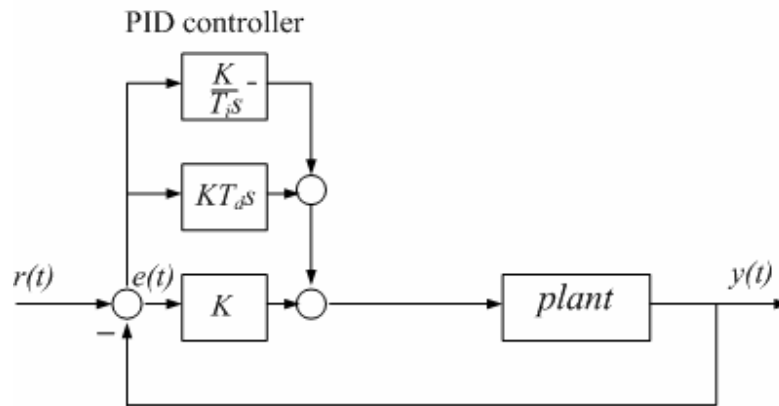 PID controller
K
T_i s
-
KT_d s
r(t)
e(t)
K
plant
y(t)
−